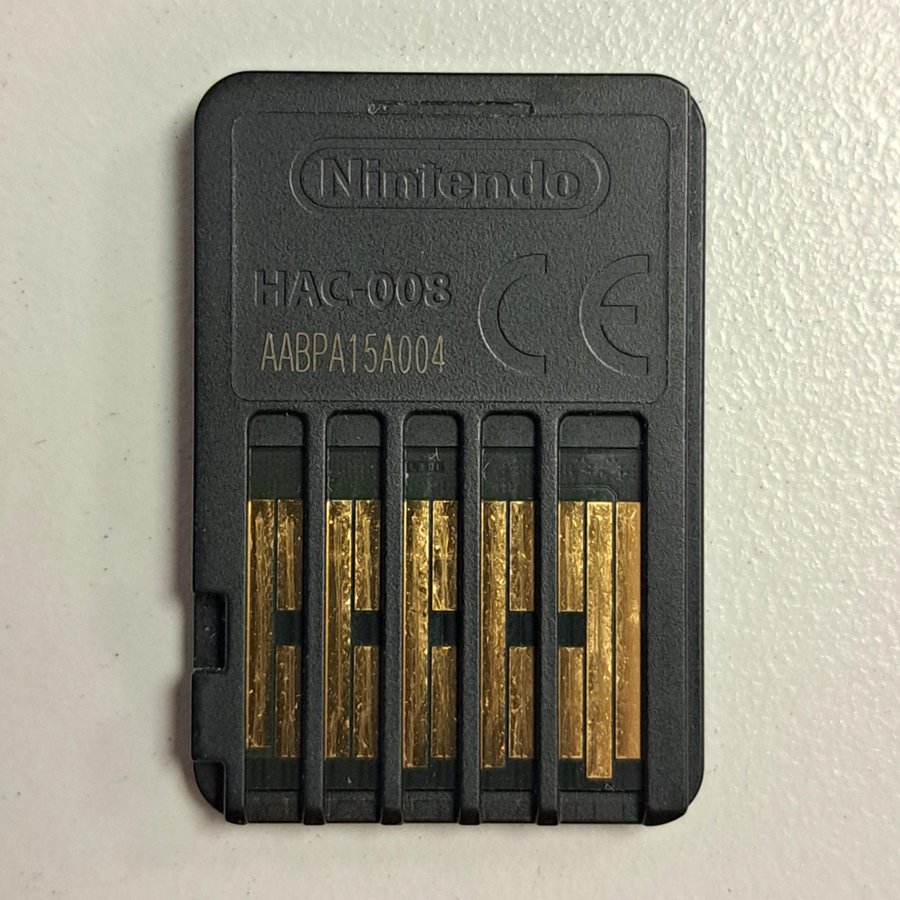 Nintendo
HAC-008
CE
AABPA15A004